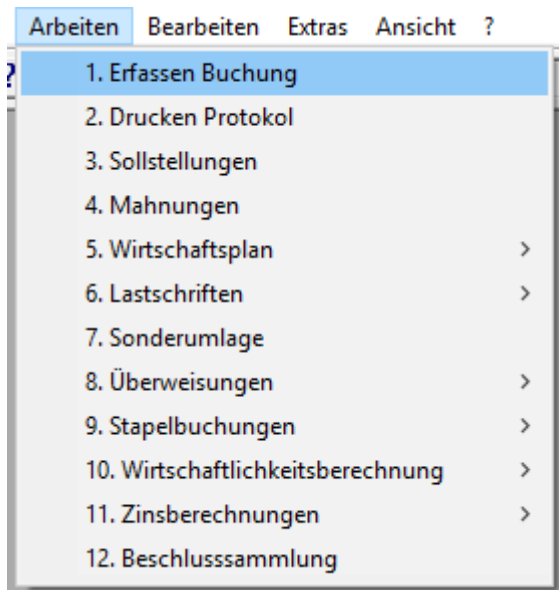 Arbeiten Bearbeiten Extras Ansicht ?
?
1. Erfassen Buchung
2. Drucken Protokol
3. Sollstellungen
4. Mahnungen
5. Wirtschaftsplan
6. Lastschriften
7. Sonderumlage
8. Überweisungen
9. Stapelbuchungen
10. Wirtschaftlichkeitsberechnung
11. Zinsberechnungen
12. Beschlusssammlung